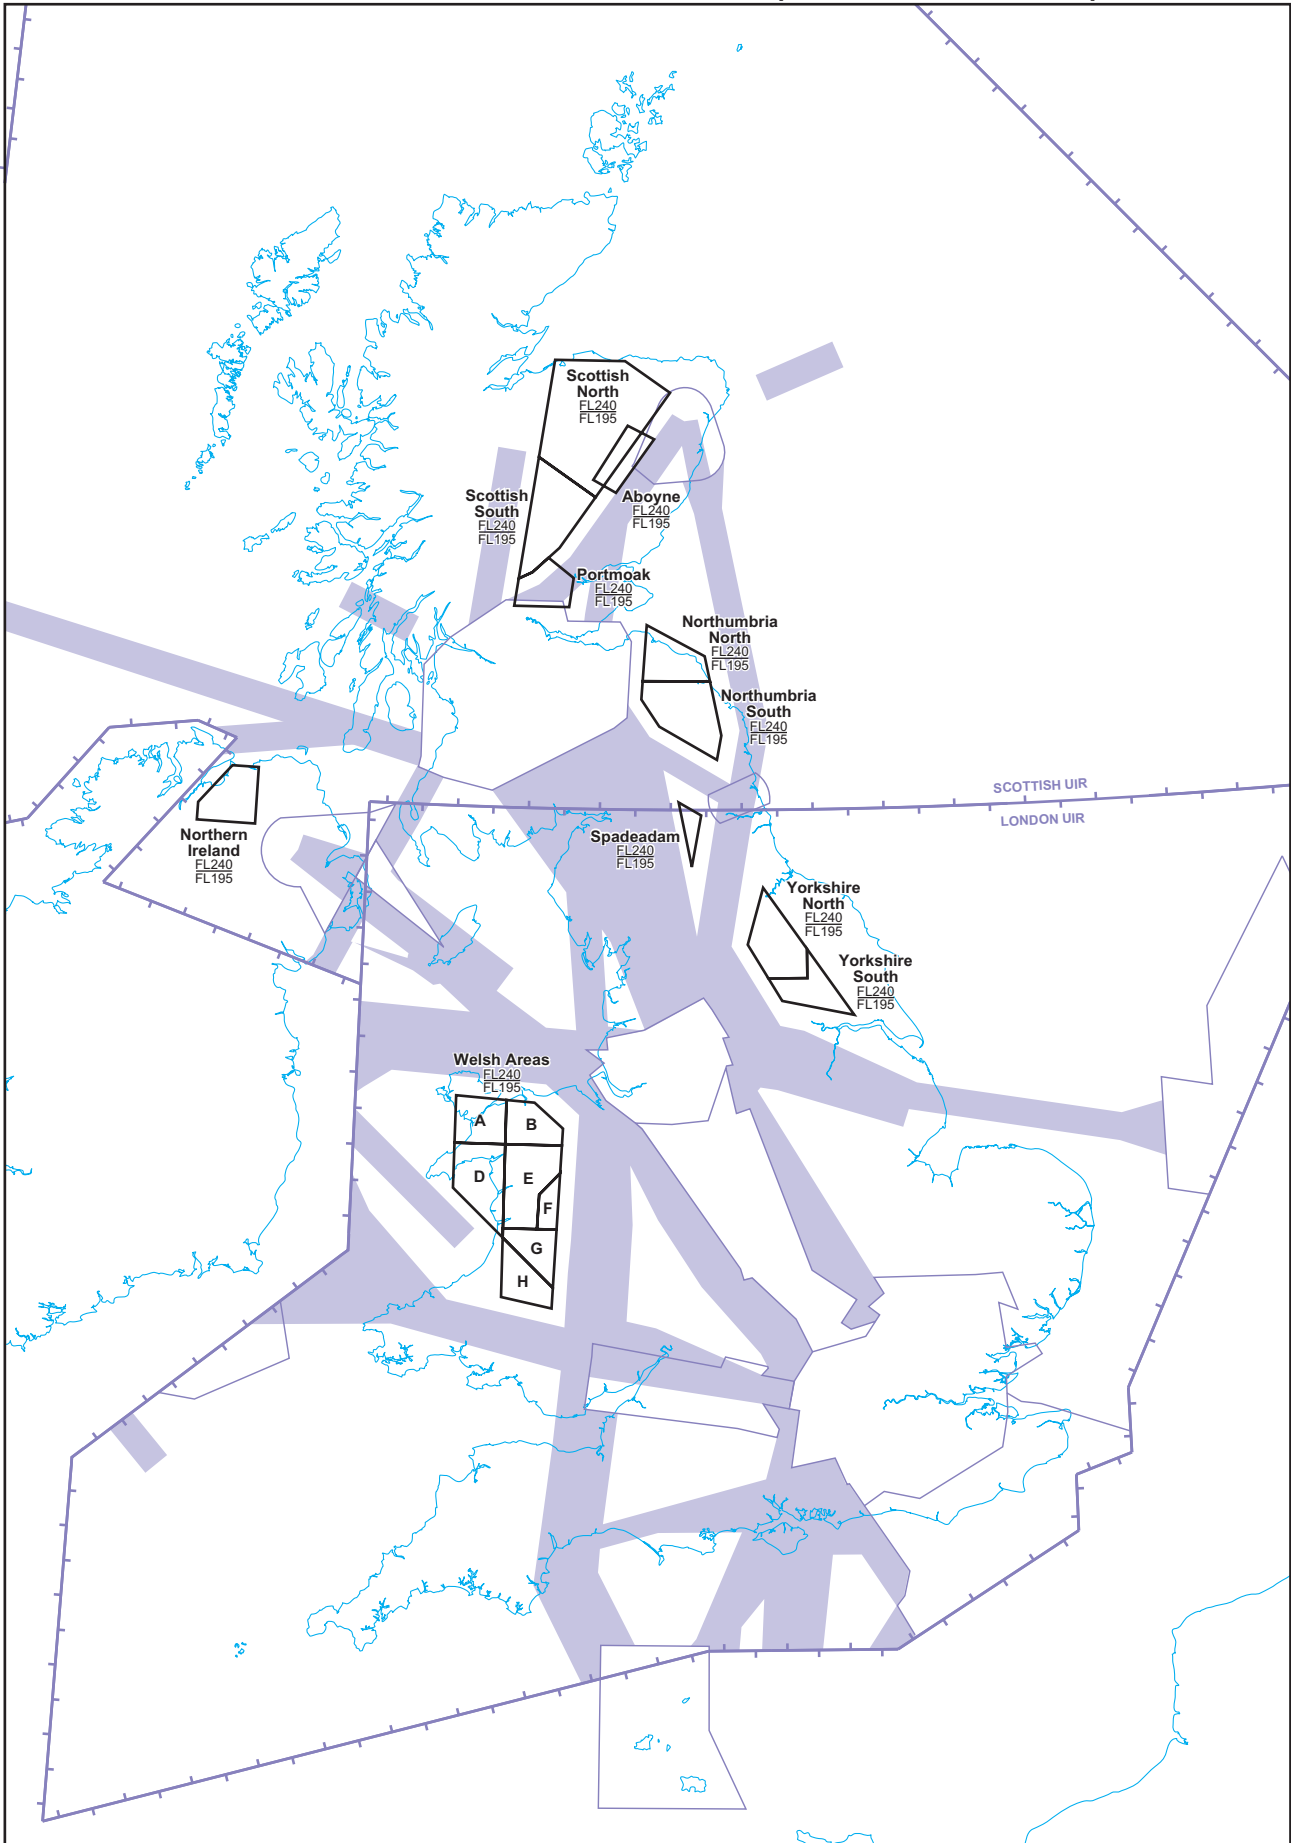 Scottish
North
FL240
FL195
Scottish
South
FL240
FL195
Aboyne
FL240
FL195
Portmoak
FL240
FL195
Northumbria
North
FL240
FL195
Northumbria
South
FL240
FL195
SCOTTISH UIR
LONDON UIR
Northern
Ireland
FL240
FL195
Spadeadam
FL240
FL195
Yorkshire
North
FL240
FL195
Yorkshire
South
FL240
FL195
Welsh Areas
FL240
FL195
A
B
D
E
F
G
H